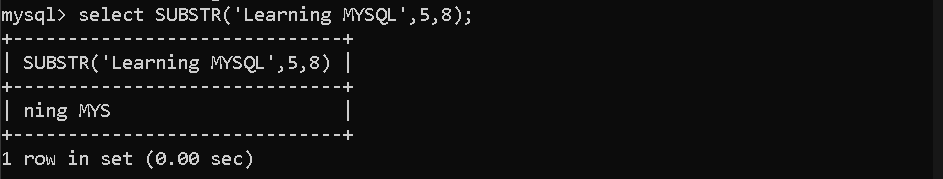 mysql> select SUBSTR('Learning MYSQL',5,8);
+------------------------------+
| SUBSTR('Learning MYSQL',5,8) |
+------------------------------+
| ning MYS                     |
+------------------------------+
1 row in set (0.00 sec)